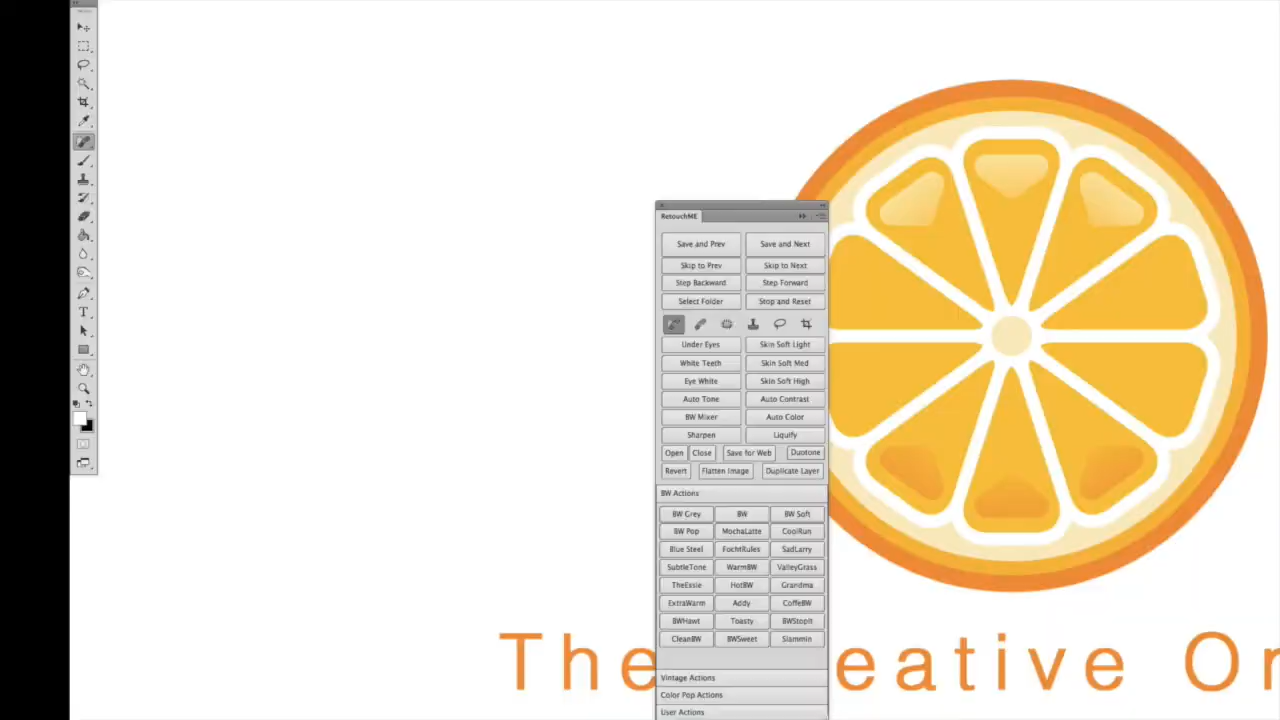 RetouchME
Save and Prev Save and Next
Skip to Prev Skip to Next
Step Backward Step Forward
Select Folder Stop and Reset
Under Eyes Skin Soft Light
White Teeth Skin Soft Med
Eye White Skin Soft High
Auto Tone Auto Contrast
BW Mixer Auto Color
Sharpen Liquify
Open Close Save for Web Duotone
Revert Flatten Image Duplicate Layer
BW Actions
BW Grey BW BW Soft
BW Pop MochaLatte CoolRun
Blue Steel FochtRules SadLarry
SubtleTone WarmBW ValleyGrass
TheEssie HotBW Grandma
ExtraWarm Addy CoffeBW
BWHawt Toasty BWStopIt
CleanBW BWSweet Slammin
The eative Or
Vintage Actions
Color Pop Actions
User Actions